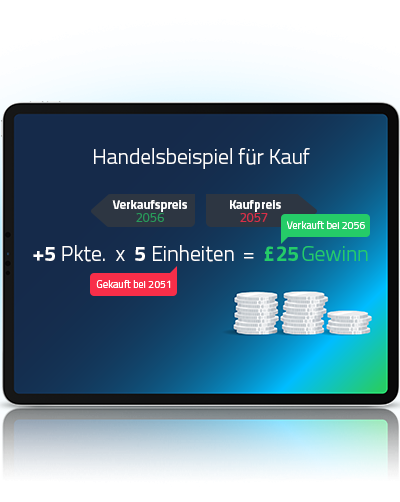 Handelsbeispiel für Kauf
Verkaufspreis Kaufpreis
2056 2057
Verkauft bei 2056
+5 Pkte. x 5 Einheiten = £25 Gewinn
Gekauft bei 2051